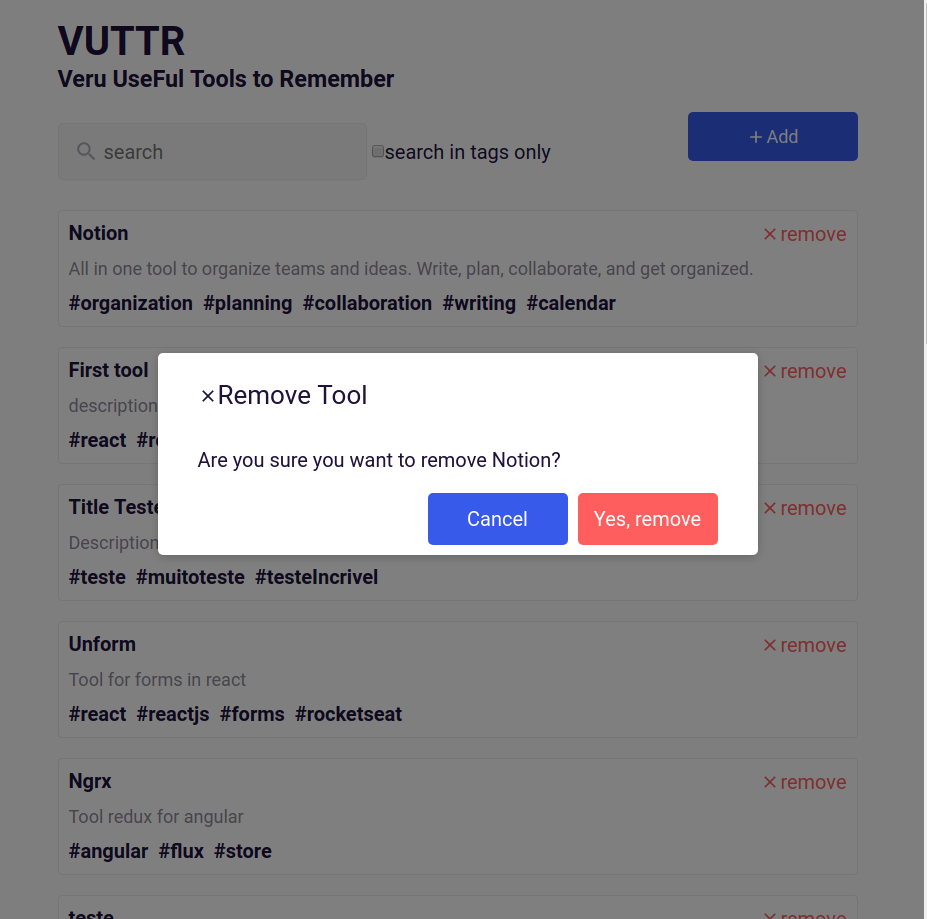 VUTTR
Veru UseFul Tools to Remember
search
search in tags only
+ Add
Notion
× remove
All in one tool to organize teams and ideas. Write, plan, collaborate, and get organized.
#organization #planning #collaboration #writing #calendar
First tool
× remove
description
#react
×Remove Tool
Are you sure you want to remove Notion?
Cancel
Yes, remove
Title Teste
× remove
Description
#teste #muitoteste #testeIncrivel
Unform
× remove
Tool for forms in react
#react #reactjs #forms #rocketseat
Ngrx
× remove
Tool redux for angular
#angular #flux #store
teste
× remove